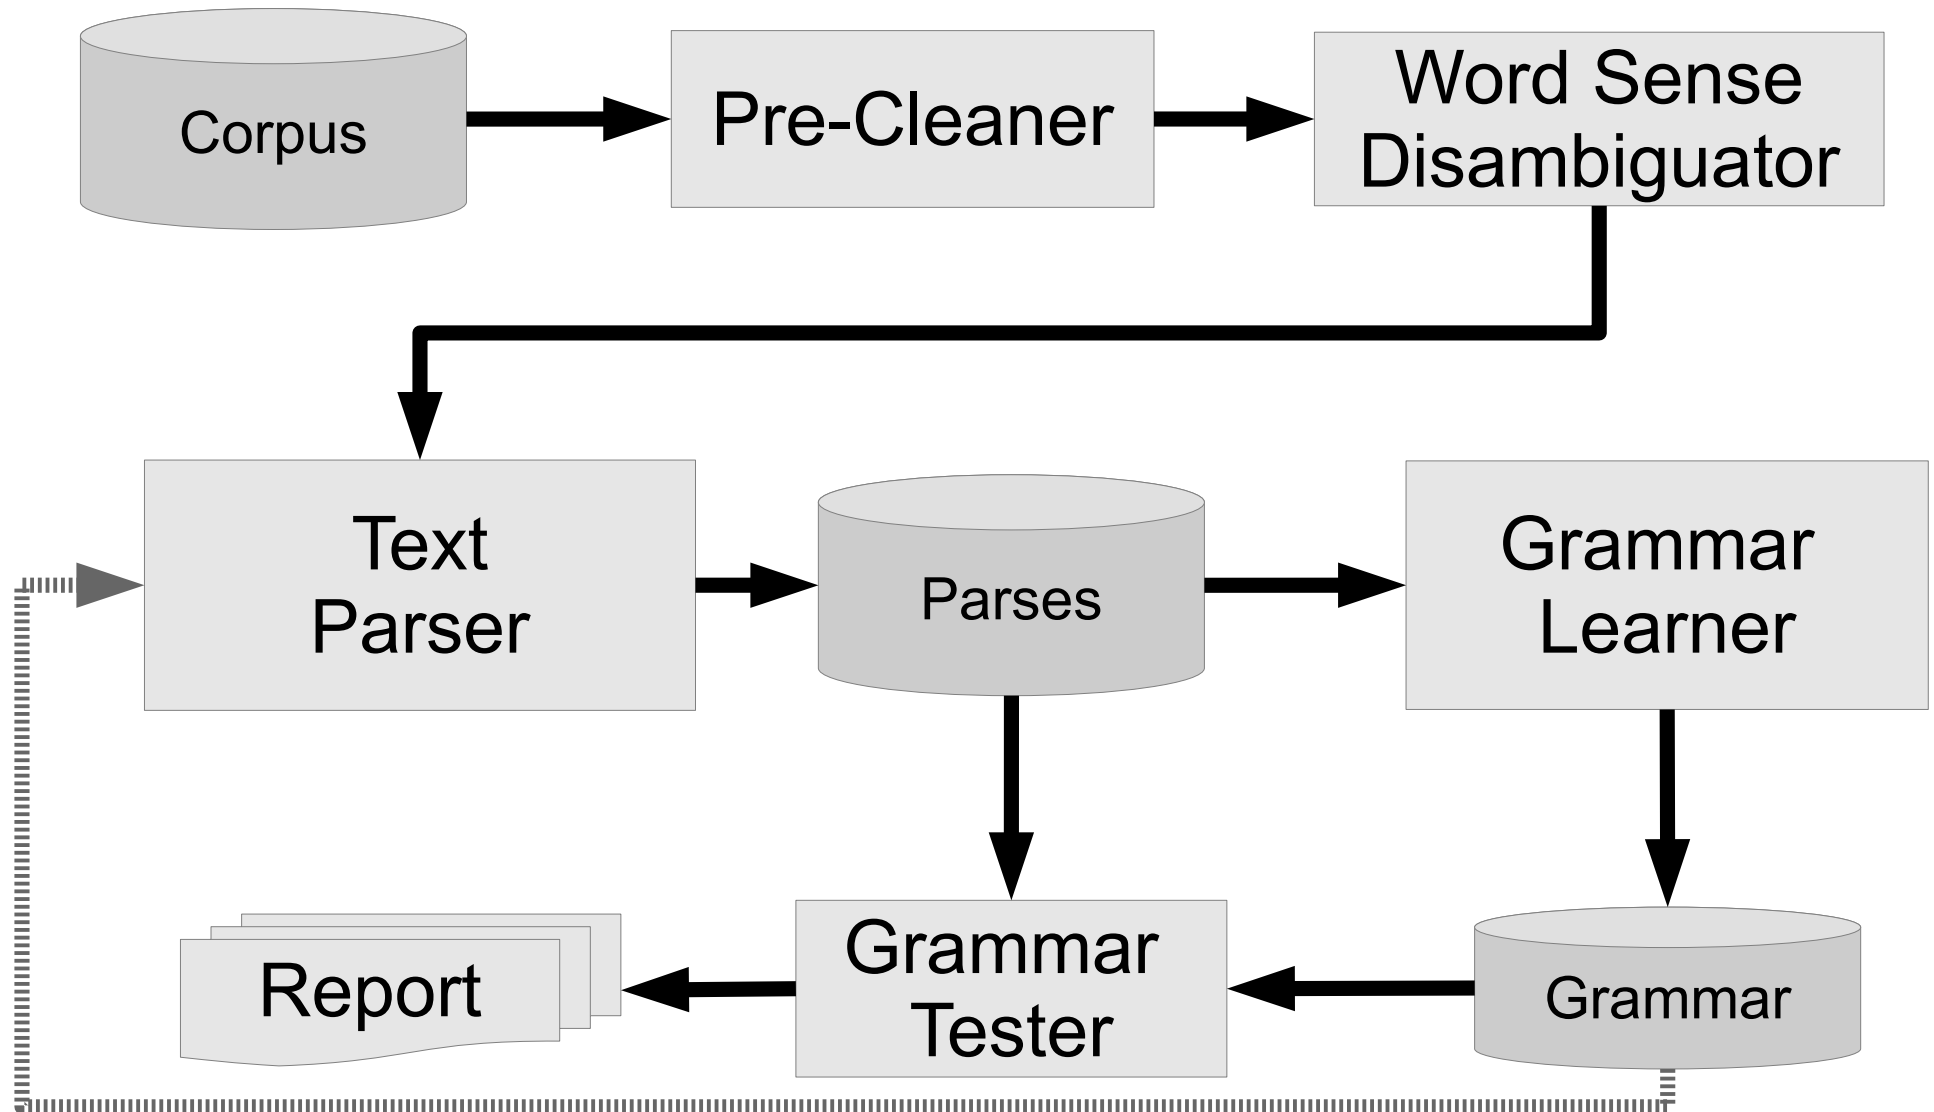 Corpus
Pre-Cleaner
Word Sense
Disambiguator
Text
Parser
Parses
Grammar
Learner
Report
Grammar
Tester
Grammar